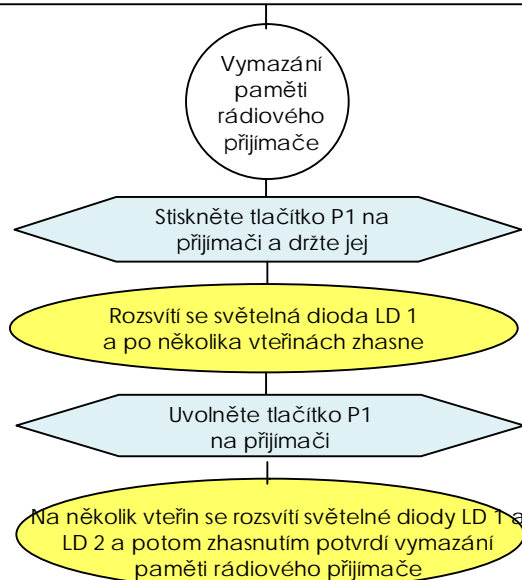 Vymazání
paměti
rádiového
přijímače
Stiskněte tlačítko P1 na
přijímači a držte jej
Rozsvítí se světelná dioda LD 1
a po několika vteřinách zhasne
Uvolněte tlačítko P1
na přijímači
Na několik vteřin se rozsvítí světelné diody LD 1 a
LD 2 a potom zhasnutím potvrdí vymazání
paměti rádiového přijímače